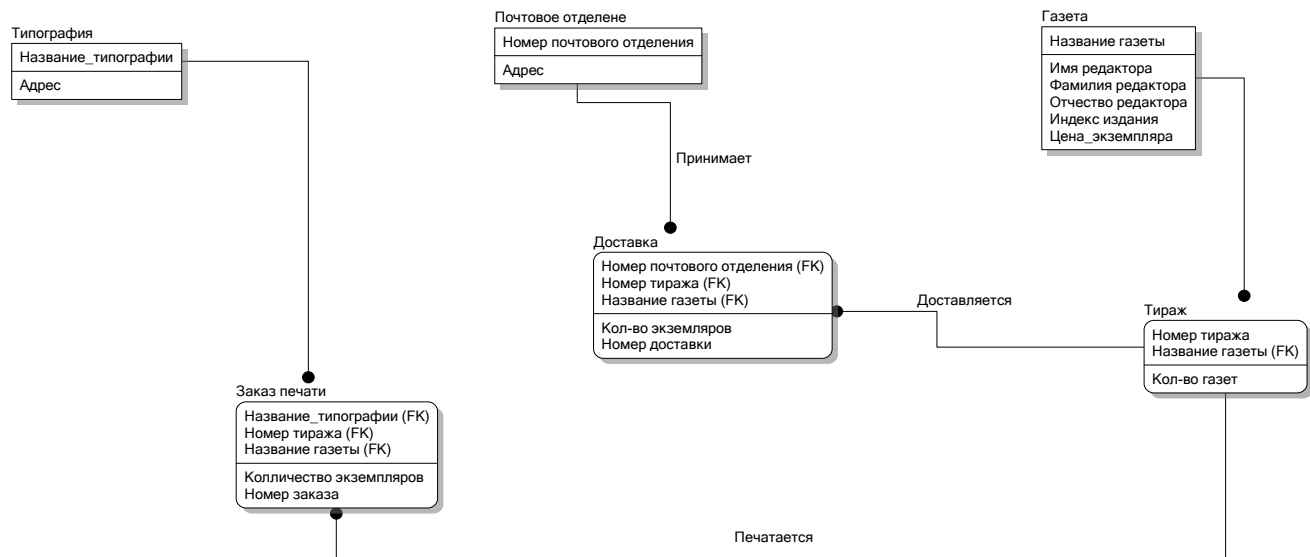 Типография
Название_типографии
Адрес
Почтовое отделене
Номер почтового отделения
Адрес
Газета
Название газеты
Имя редактора
Фамилия редактора
Отчество редактора
Индекс издания
Цена_экземпляра
Принимает
Доставка
Номер почтового отделения (FK)
Номер тиража (FK)
Название газеты (FK)
Кол-во экземляров
Номер доставки
Доставляется
Тираж
Номер тиража
Название газеты (FK)
Кол-во газет
Заказ печати
Название_типографии (FK)
Номер тиража (FK)
Название газеты (FK)
Колличество экземпляров
Номер заказа
Печатается